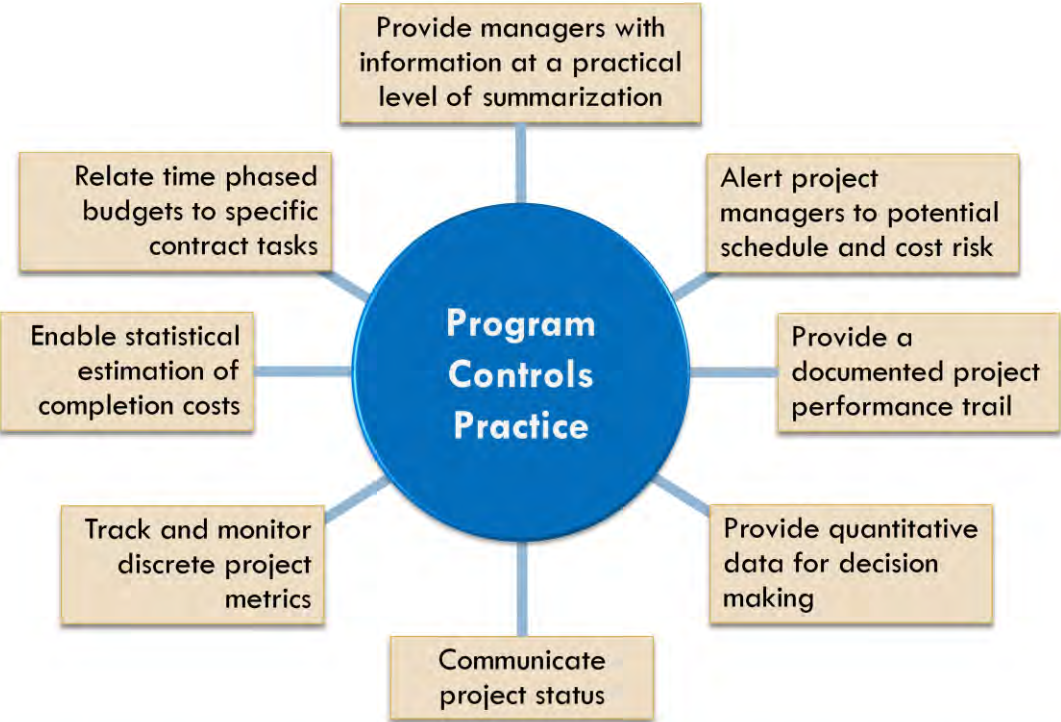 Provide managers with
information at a practical
level of summarization
Relate time phased
budgets to specific
contract tasks
Alert project
managers to potential
schedule and cost risk
Program
Controls
Practice
Enable statistical
estimation of
completion costs
Provide a
documented project
performance trail
Track and monitor
discrete project
metrics
Provide quantitative
data for decision
making
Communicate
project status